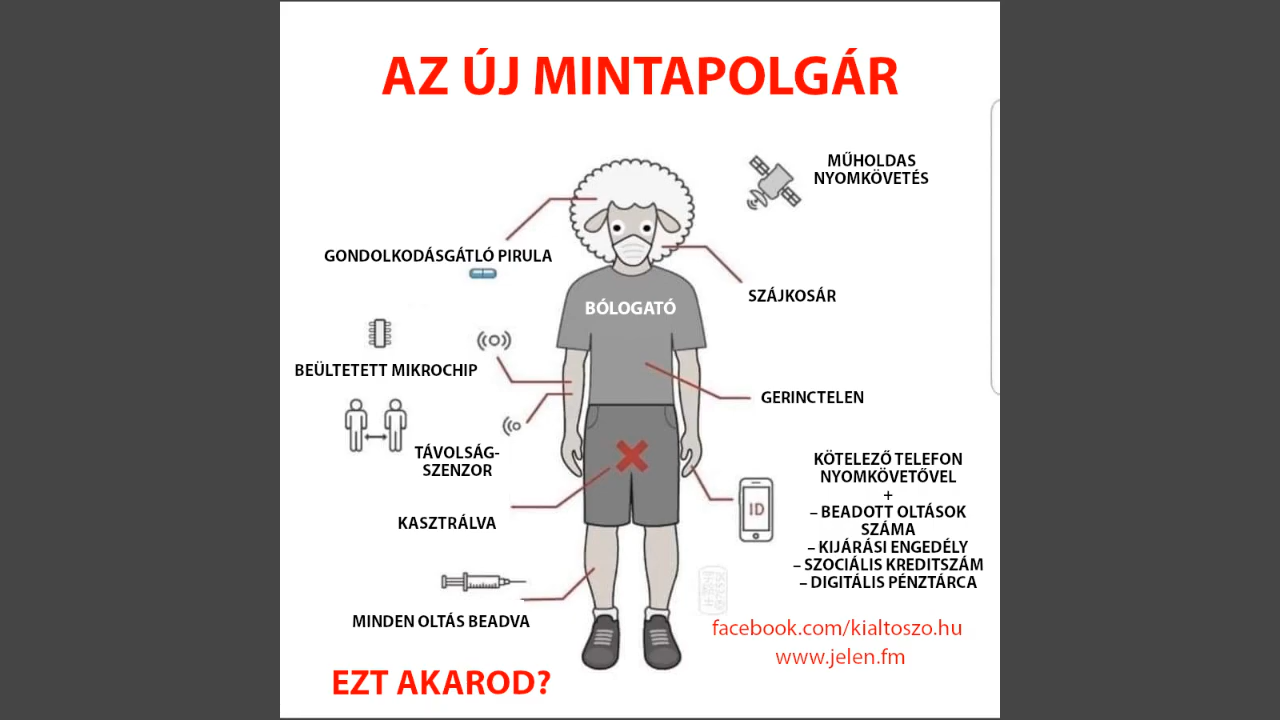 AZ ÚJ MINTAPOLGÁR
MŰHOLDAS
NYOMKÖVETÉS
GONDOLKODÁSGÁTLÓ PIRULA
SZÁJKOSÁR
BÓLOGATÓ
BEÜLTETETT MIKROCHIP
GERINCTELEN
TÁVOLSÁG-
SZENZOR
KASZTRÁLVA
KÖTELEZŐ TELEFON
NYOMKÖVETŐVEL
+
– BEADOTT OLTÁSOK
SZÁMA
– KIJÁRÁSI ENGEDÉLY
– SZOCIÁLIS KREDITSZÁM
– DIGITÁLIS PÉNZTÁRCA
ID
MINDEN OLTÁS BEADVA
facebook.com/kialtoszo.hu
www.jelen.fm
EZT AKAROD?